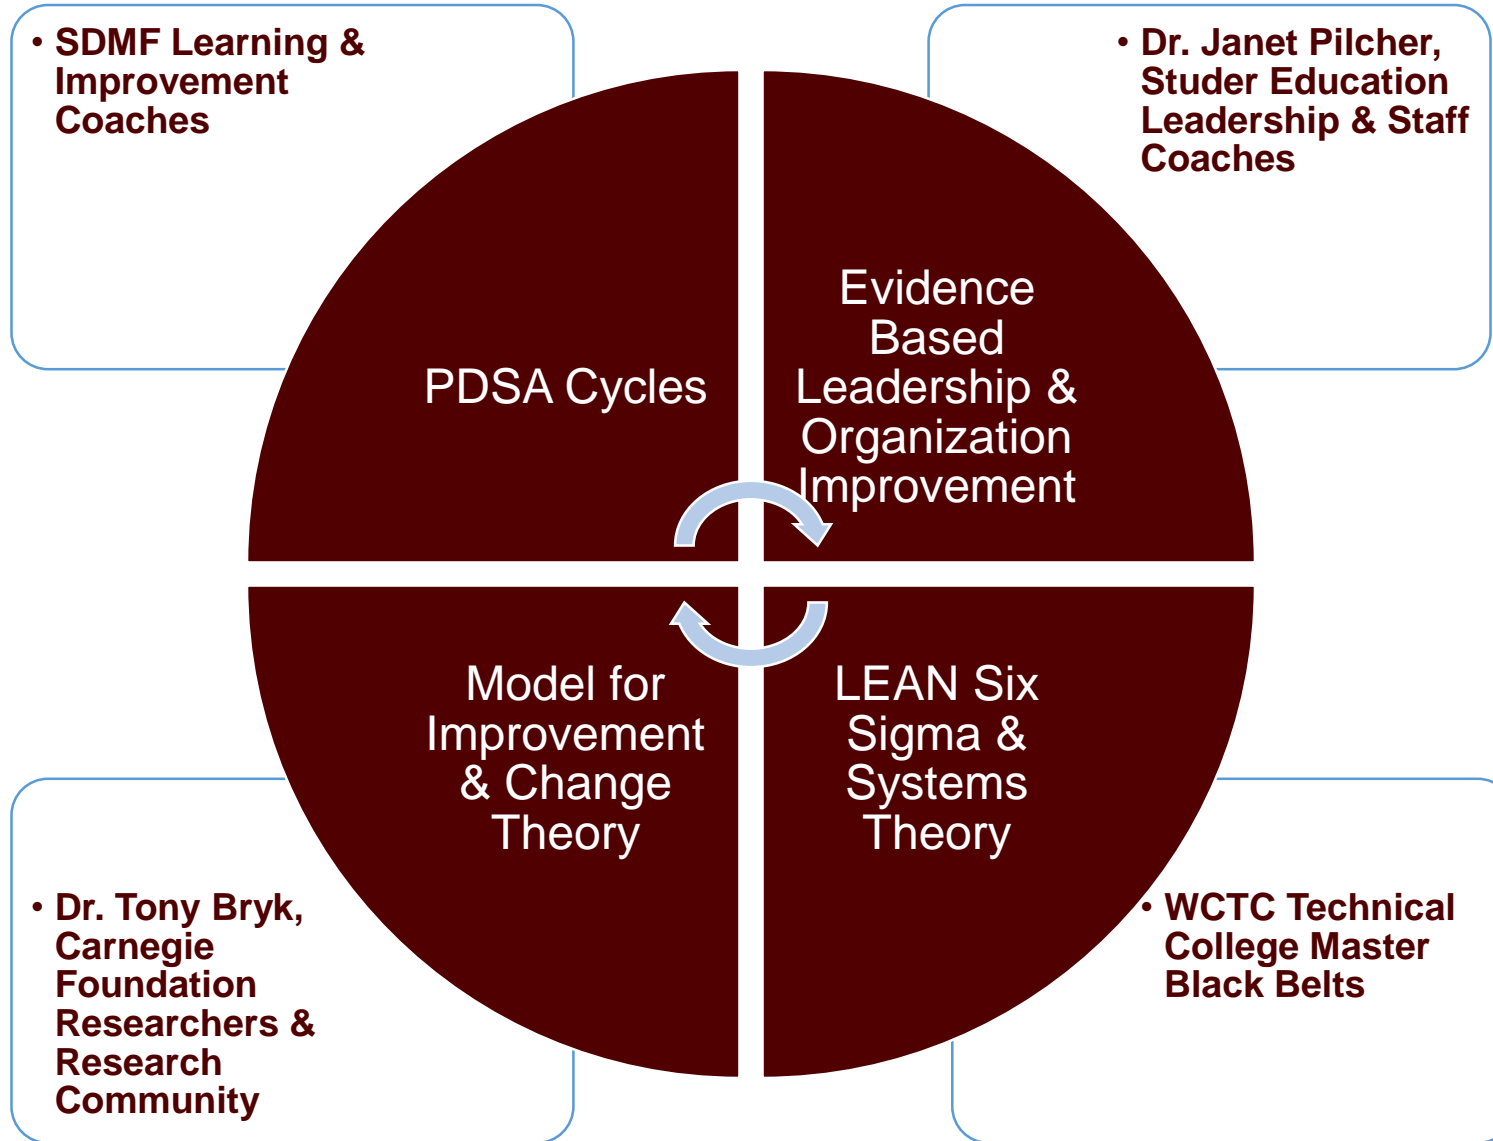 • SDMF Learning &
Improvement
Coaches
• Dr. Janet Pilcher,
Studer Education
Leadership & Staff
Coaches
PDSA Cycles
Evidence
Based
Leadership &
Organization
Improvement
Model for
Improvement
& Change
Theory
LEAN Six
Sigma &
Systems
Theory
• Dr. Tony Bryk,
Carnegie
Foundation
Researchers &
Research
Community
• WCTC Technical
College Master
Black Belts